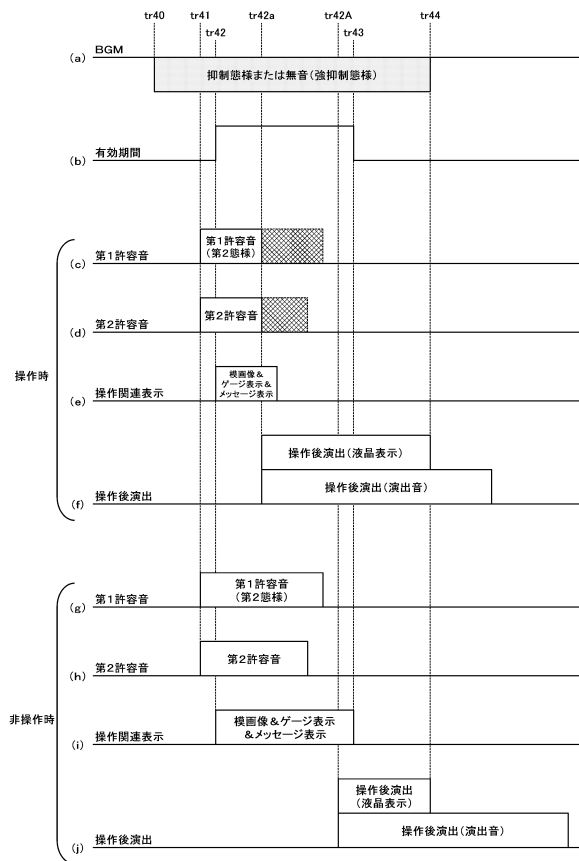 tr40 tr41 tr42a tr42A tr44
tr42 tr43
BGM
(a)
抑制態様または無音(強抑制態様)
有効期間
(b)
操作時
第1許容音
(第2態様)
第1許容音
(c)
第2許容音
第2許容音
(d)
模画像&
ゲージ表示&
メッセージ表示
操作関連表示
(e)
操作後演出(液晶表示)
操作後演出(演出音)
操作後演出
(f)
非操作時
第1許容音
(第2態様)
第1許容音
(g)
第2許容音
第2許容音
(h)
模画像&ゲージ表示
&メッセージ表示
操作関連表示
(i)
操作後演出
(液晶表示)
操作後演出(演出音)
操作後演出
(j)